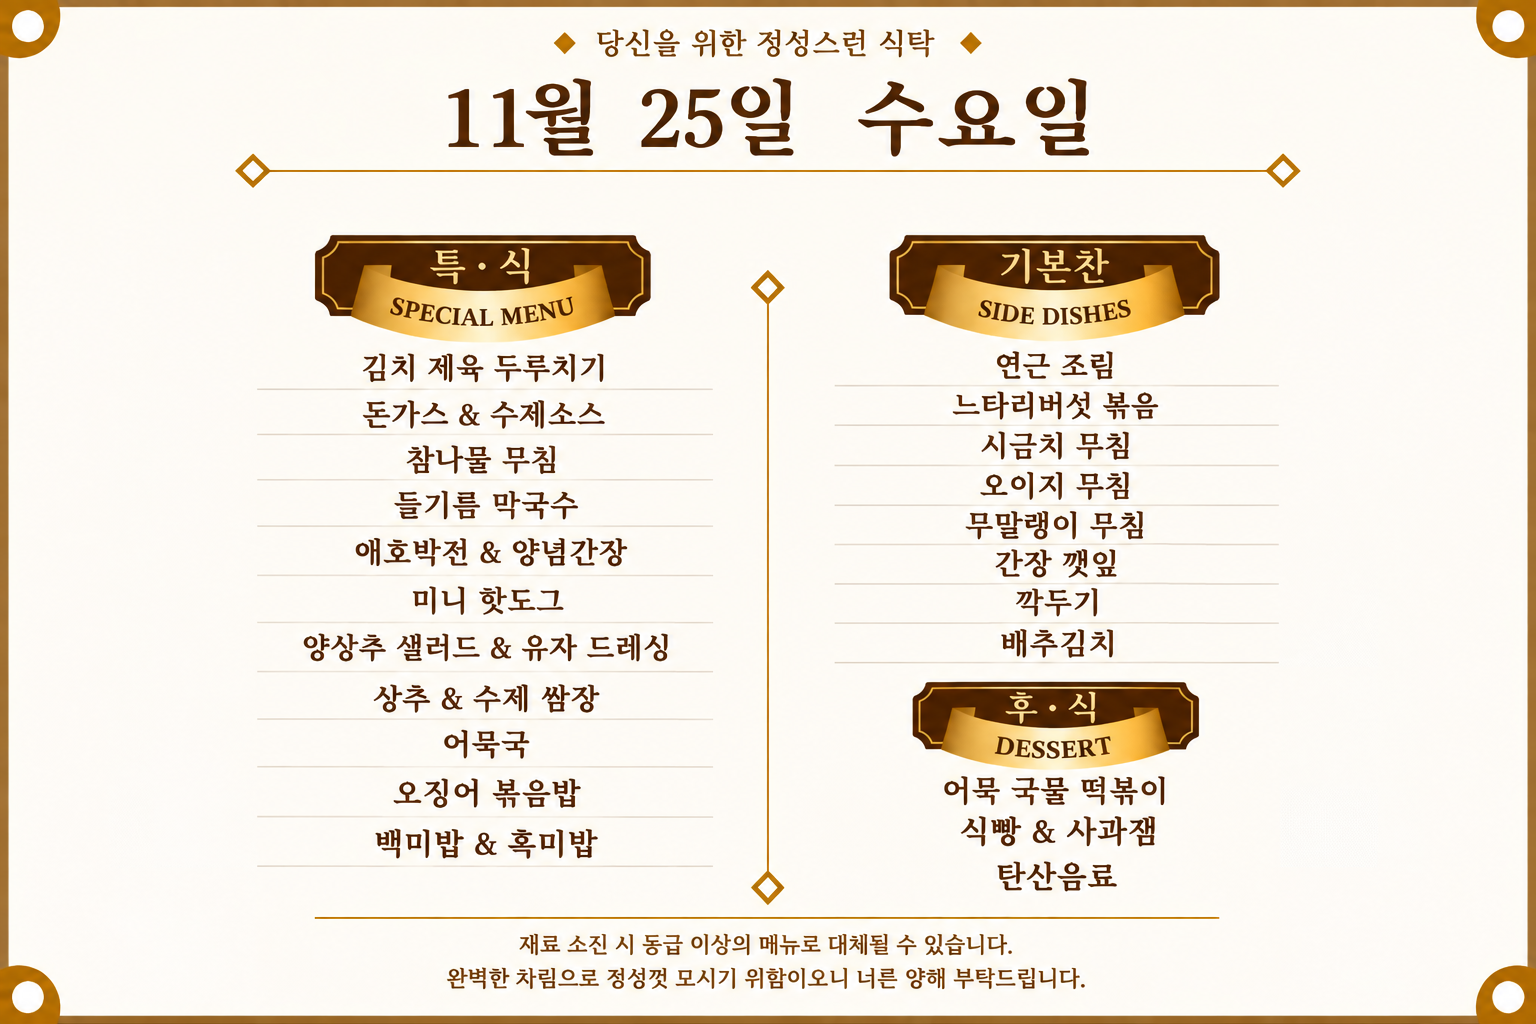 당신을 위한 정성스런 식탁
11월 25일 수요일
특·식
SPECIAL MENU
김치 제육 두루치기
돈가스 & 수제소스
참나물 무침
들기름 막국수
애호박전 & 양념간장
미니 핫도그
양상추 샐러드 & 유자 드레싱
상추 & 수제 쌈장
어묵국
오징어 볶음밥
백미밥 & 흑미밥
기본찬
SIDE DISHES
연근 조림
느타리버섯 볶음
시금치 무침
오이지 무침
무말랭이 무침
간장 깻잎
깍두기
배추김치
후·식
DESSERT
어묵 국물 떡볶이
식빵 & 사과잼
탄산음료
재료 소진 시 동급 이상의 메뉴로 대체될 수 있습니다.
완벽한 차림으로 정성껏 모시기 위함이오니 너른 양해 부탁드립니다.